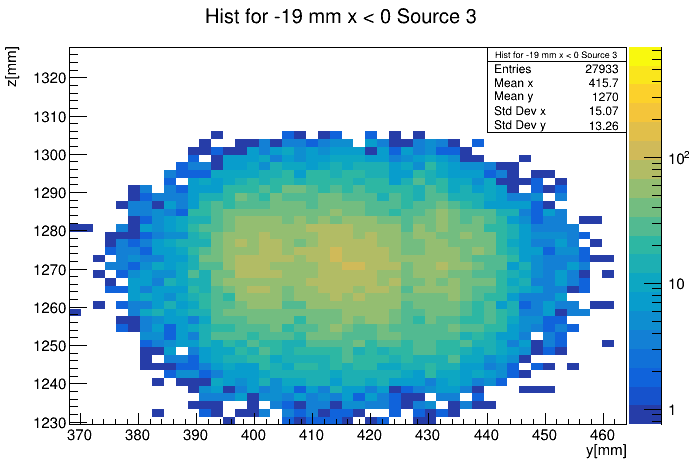 Hist for -19 mm x < 0 Source 3
z[mm]
Hist for -19 mm x < 0 Source 3
Entries 27933
Mean x 415.7
Mean y 1270
Std Dev x 15.07
Std Dev y 13.26
1320
1310
1300
1290
1280
1270
1260
1250
1240
1230
10²
10
1
370 380 390 400 410 420 430 440 450 460
y[mm]